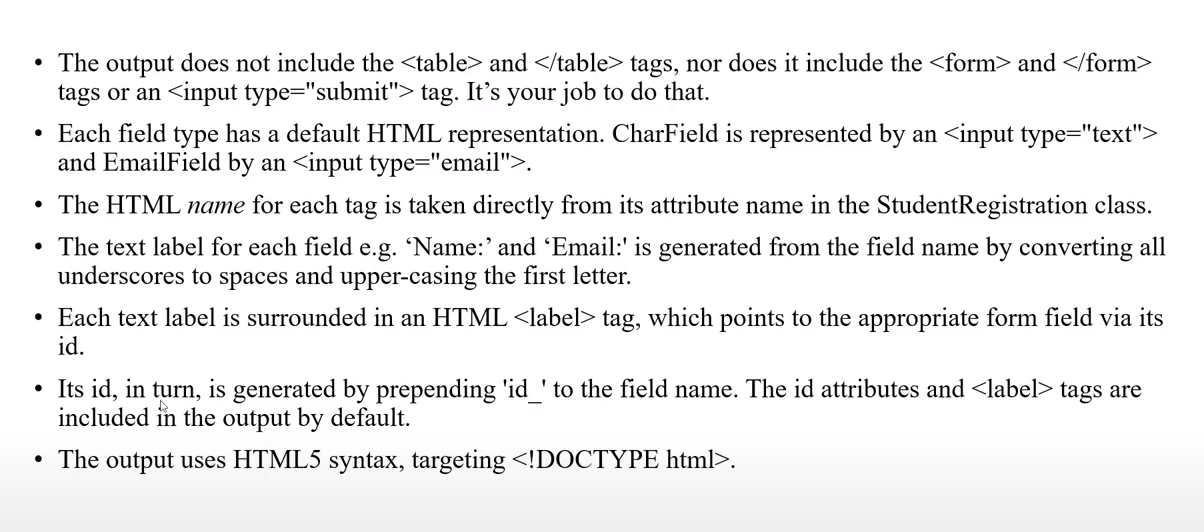 • The output does not include the <table> and </table> tags, nor does it include the <form> and </form>
tags or an <input type="submit"> tag. It’s your job to do that.
• Each field type has a default HTML representation. CharField is represented by an <input type="text">
and EmailField by an <input type="email">.
• The HTML name for each tag is taken directly from its attribute name in the StudentRegistration class.
• The text label for each field e.g. ‘Name:’ and ‘Email:' is generated from the field name by converting all
underscores to spaces and upper-casing the first letter.
• Each text label is surrounded in an HTML <label> tag, which points to the appropriate form field via its
id.
• Its id, in turn, is generated by prepending 'id_' to the field name. The id attributes and <label> tags are
included in the output by default.
• The output uses HTML5 syntax, targeting <!DOCTYPE html>.